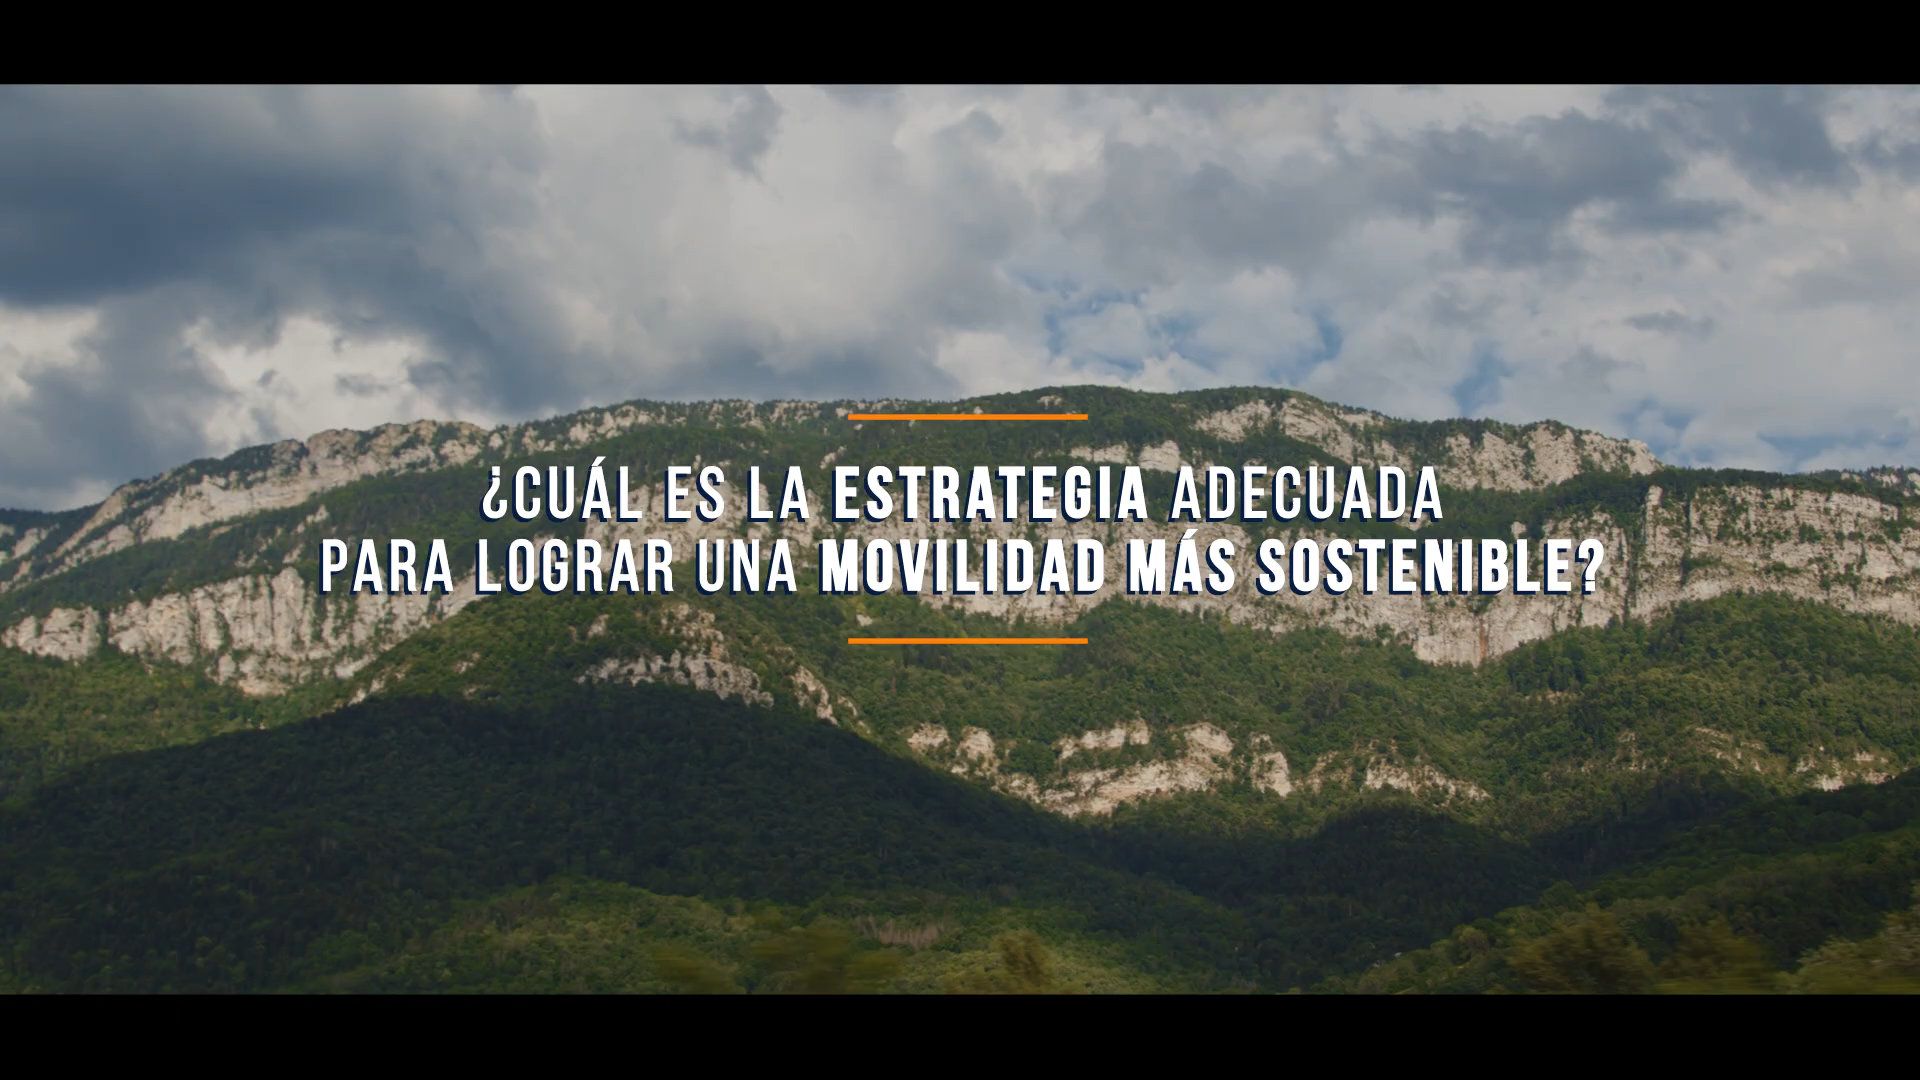 ¿CUÁL ES LA ESTRATEGIA ADECUADA
PARA LOGRAR UNA MOVILIDAD MÁS SOSTENIBLE?